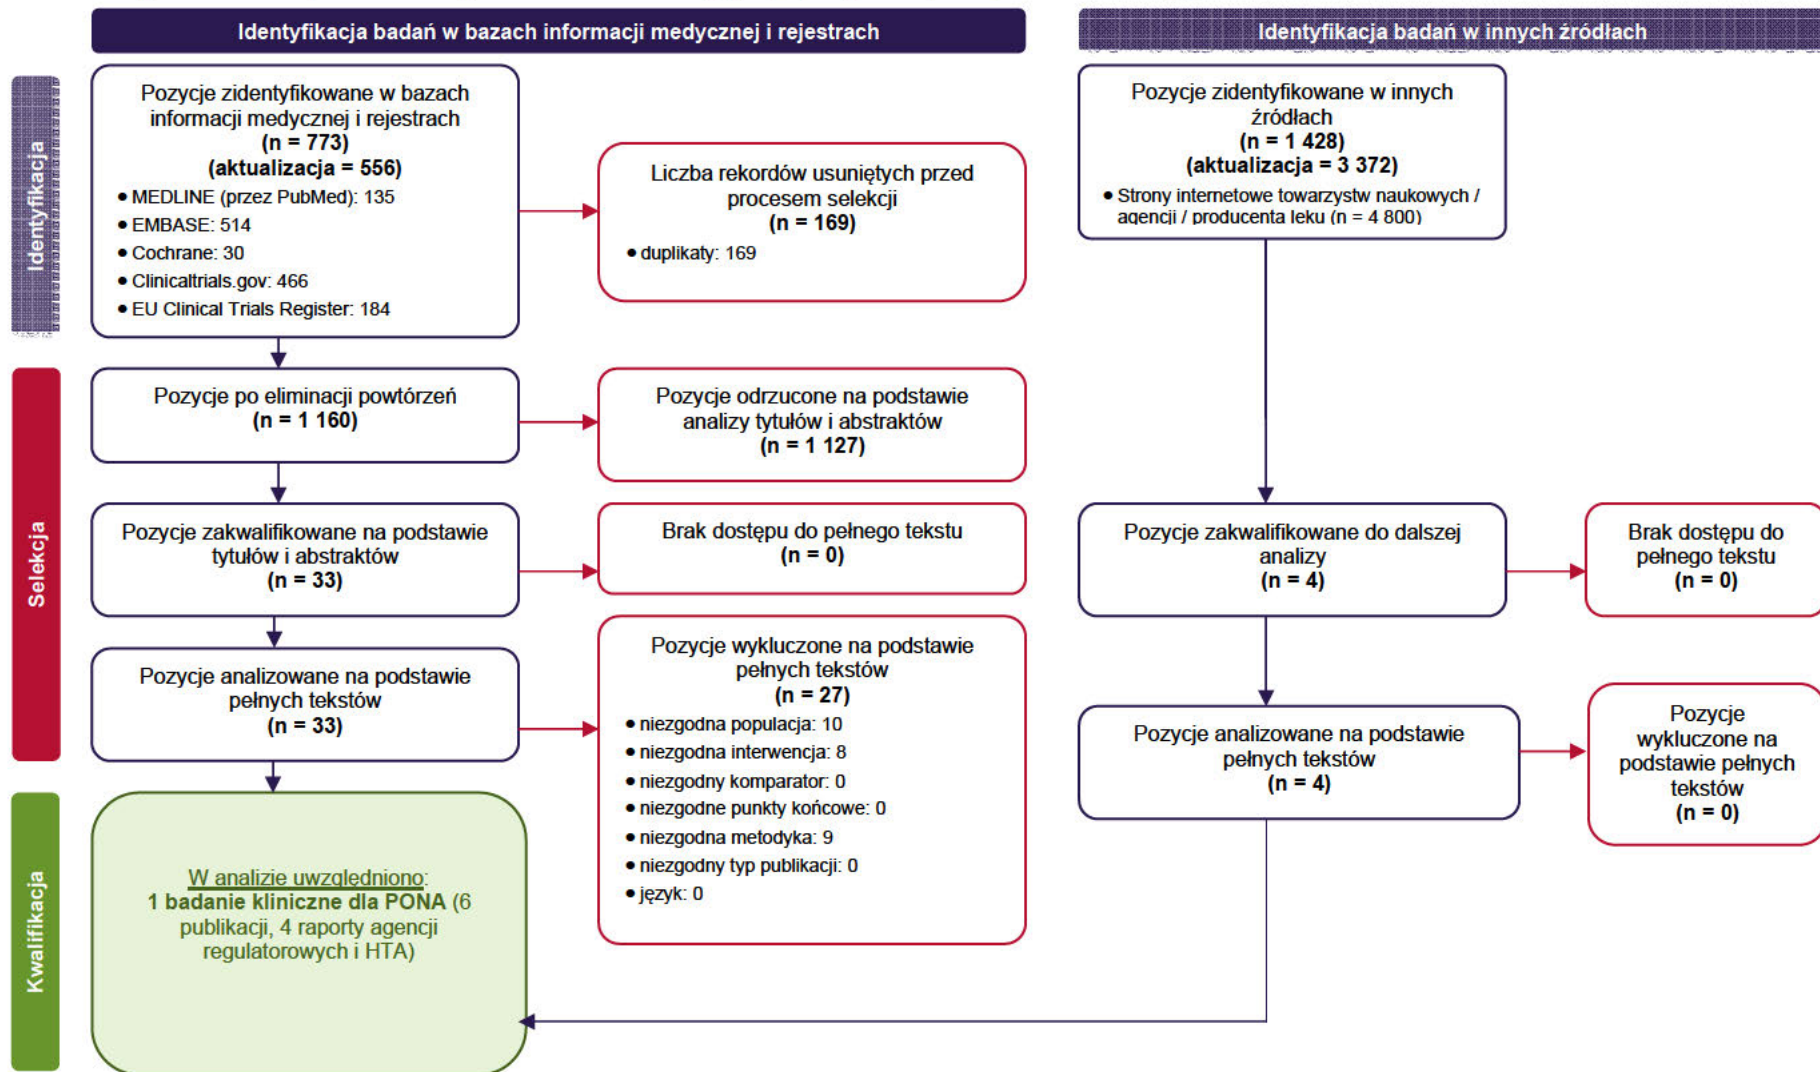 Identyfikacja badań w bazach informacji medycznej i rejestrach
Identyfikacja badań w innych źródłach
Identyfikacja
Pozycje zidentyfikowane w bazach
informacji medycznej i rejestrach
(n = 773)
(aktualizacja = 556)
• MEDLINE (przez PubMed): 135
• EMBASE: 514
• Cochrane: 30
• Clinicaltrials.gov: 466
• EU Clinical Trials Register: 184
Liczba rekordów usuniętych przed
procesem selekcji
(n = 169)
• duplikaty: 169
Pozycje zidentyfikowane w innych
źródłach
(n = 1 428)
(aktualizacja = 3 372)
• Strony internetowe towarzystw naukowych /
agencji / producenta leku (n = 4 800)
Selekcja
Pozycje po eliminacji powtórzeń
(n = 1 160)
Pozycje odrzucone na podstawie
analizy tytułów i abstraktów
(n = 1 127)
Pozycje zakwalifikowane na podstawie
tytułów i abstraktów
(n = 33)
Brak dostępu do pełnego tekstu
(n = 0)
Pozycje zakwalifikowane do dalszej
analizy
(n = 4)
Brak dostępu do
pełnego tekstu
(n = 0)
Pozycje analizowane na podstawie
pełnych tekstów
(n = 33)
Pozycje wykluczone na podstawie
pełnych tekstów
(n = 27)
• niezgodna populacja: 10
• niezgodna interwencja: 8
• niezgodny komparator: 0
• niezgodne punkty końcowe: 0
• niezgodna metodyka: 9
• niezgodny typ publikacji: 0
• język: 0
Pozycje analizowane na podstawie
pełnych tekstów
(n = 4)
Pozycje
wykluczone na
podstawie pełnych
tekstów
(n = 0)
Kwalifikacja
W analizie uwzględniono:
1 badanie kliniczne dla PONA (6
publikacji, 4 raporty agencji
regulatorowych i HTA)